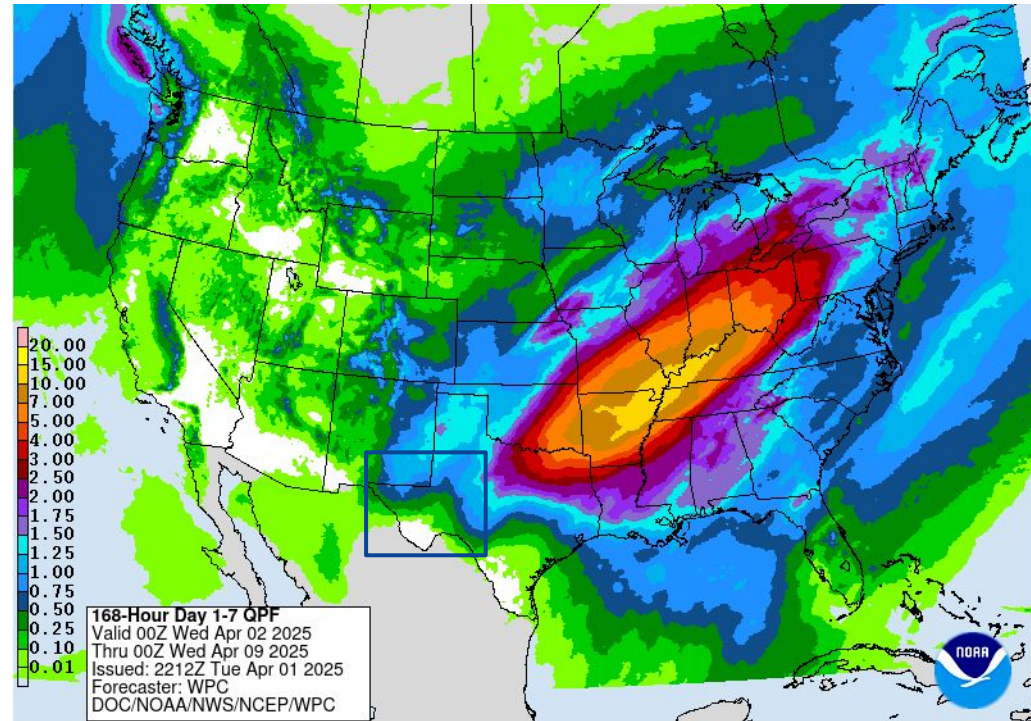 20.00
15.00
10.00
7.00
5.00
4.00
3.00
2.50
2.00
1.75
1.50
1.25
1.00
0.75
0.50
0.25
0.10
0.01
168-Hour Day 1-7 QPF
Valid 00Z Wed Apr 02 2025
Thru 00Z Wed Apr 09 2025
Issued: 2212Z Tue Apr 01 2025
Forecaster: WPC
DOC/NOAA/NWS/NCEP/WPC
NOAA